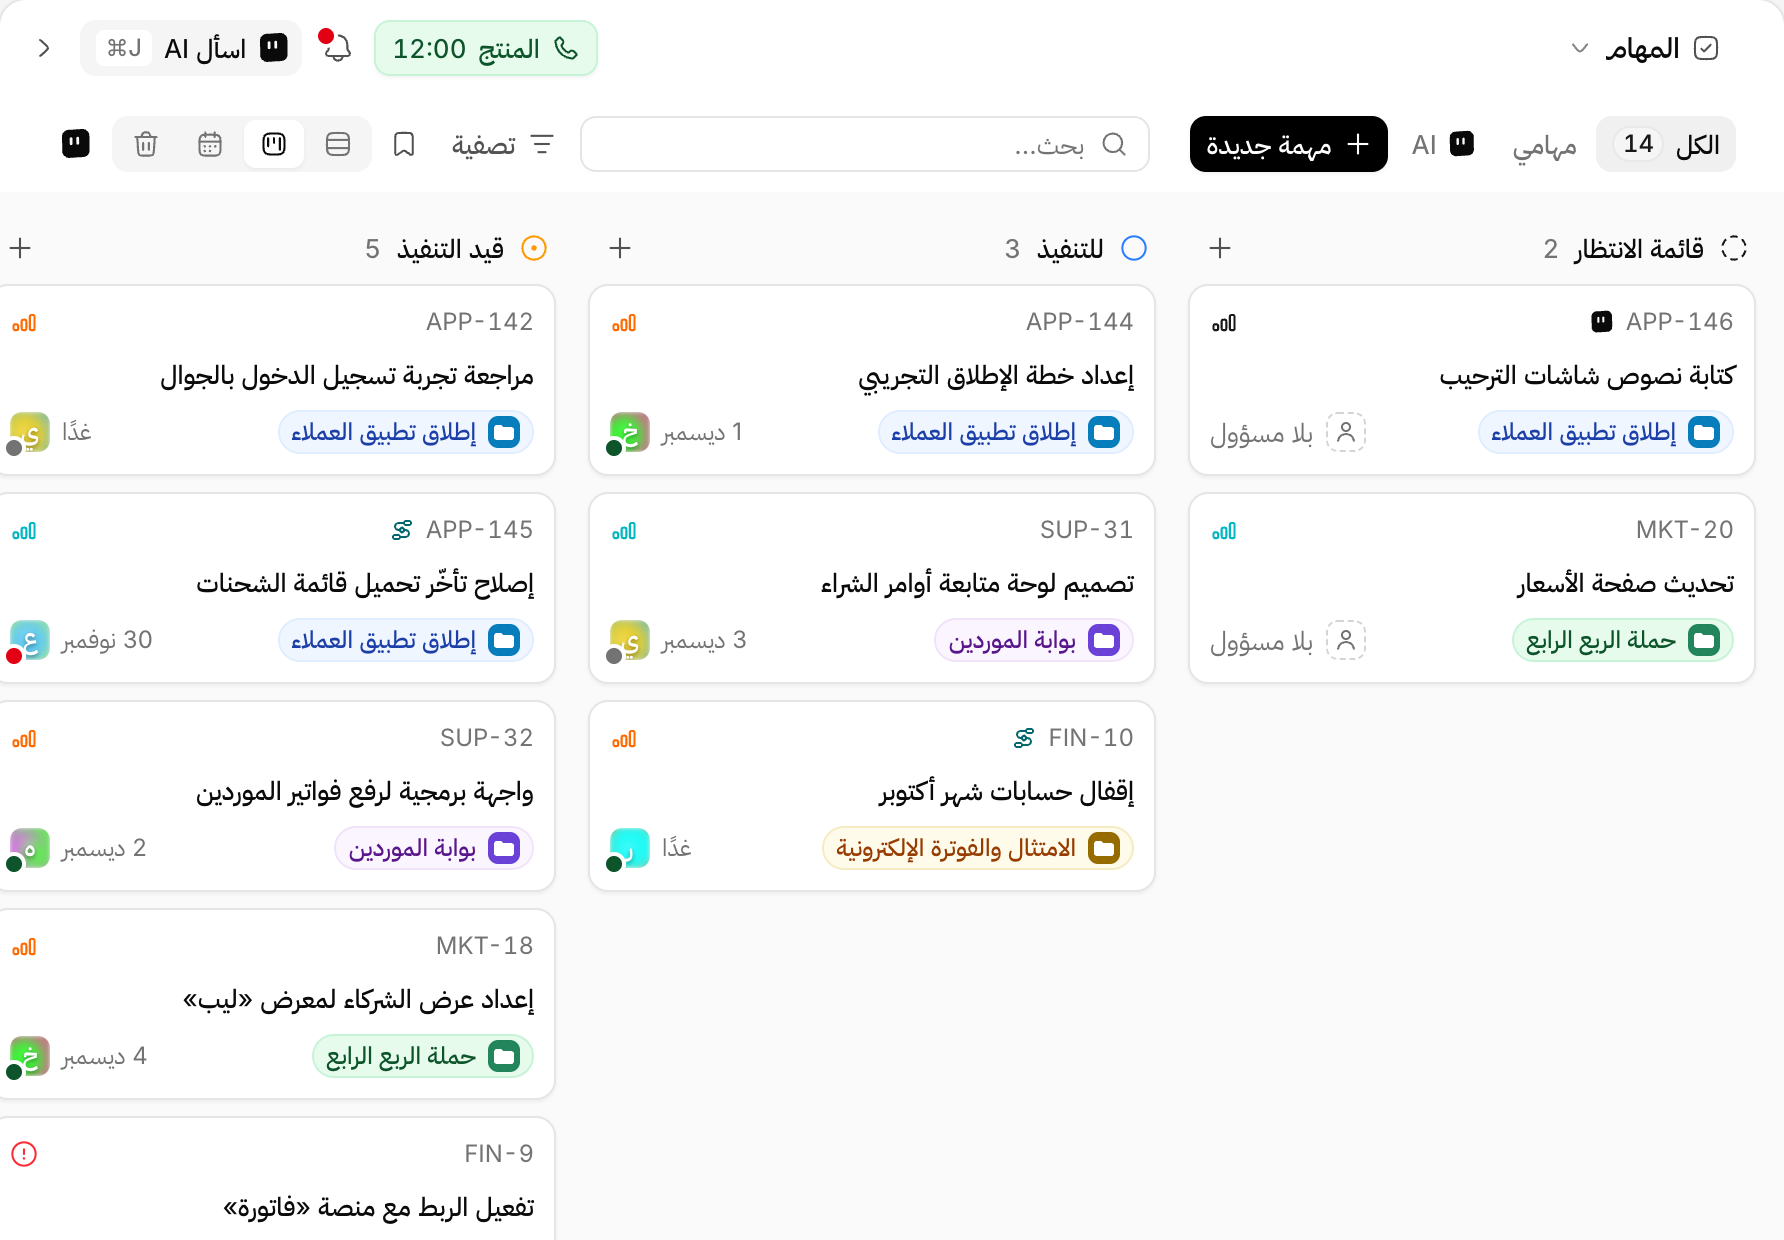 المهام
المنتج 12:00
اسأل AI ⌘J
الكل 14
مهامي
AI
مهمة جديدة
بحث...
تصفية
قائمة الانتظار 2
APP-146
كتابة نصوص شاشات الترحيب
إطلاق تطبيق العملاء
بلا مسؤول
MKT-20
تحديث صفحة الأسعار
حملة الربع الرابع
بلا مسؤول
للتنفيذ 3
APP-144
إعداد خطة الإطلاق التجريبي
إطلاق تطبيق العملاء
1 ديسمبر
خ
SUP-31
تصميم لوحة متابعة أوامر الشراء
بوابة الموردين
3 ديسمبر
ي
FIN-10
إقفال حسابات شهر أكتوبر
الامتثال والفوترة الإلكترونية
غدًا
ر
قيد التنفيذ 5
APP-142
مراجعة تجربة تسجيل الدخول بالجوال
إطلاق تطبيق العملاء
غدًا
ي
APP-145
إصلاح تأخّر تحميل قائمة الشحنات
إطلاق تطبيق العملاء
30 نوفمبر
ع
SUP-32
واجهة برمجية لرفع فواتير الموردين
بوابة الموردين
2 ديسمبر
ه
MKT-18
إعداد عرض الشركاء لمعرض «ليب»
حملة الربع الرابع
4 ديسمبر
خ
FIN-9
تفعيل الربط مع منصة «فاتورة»